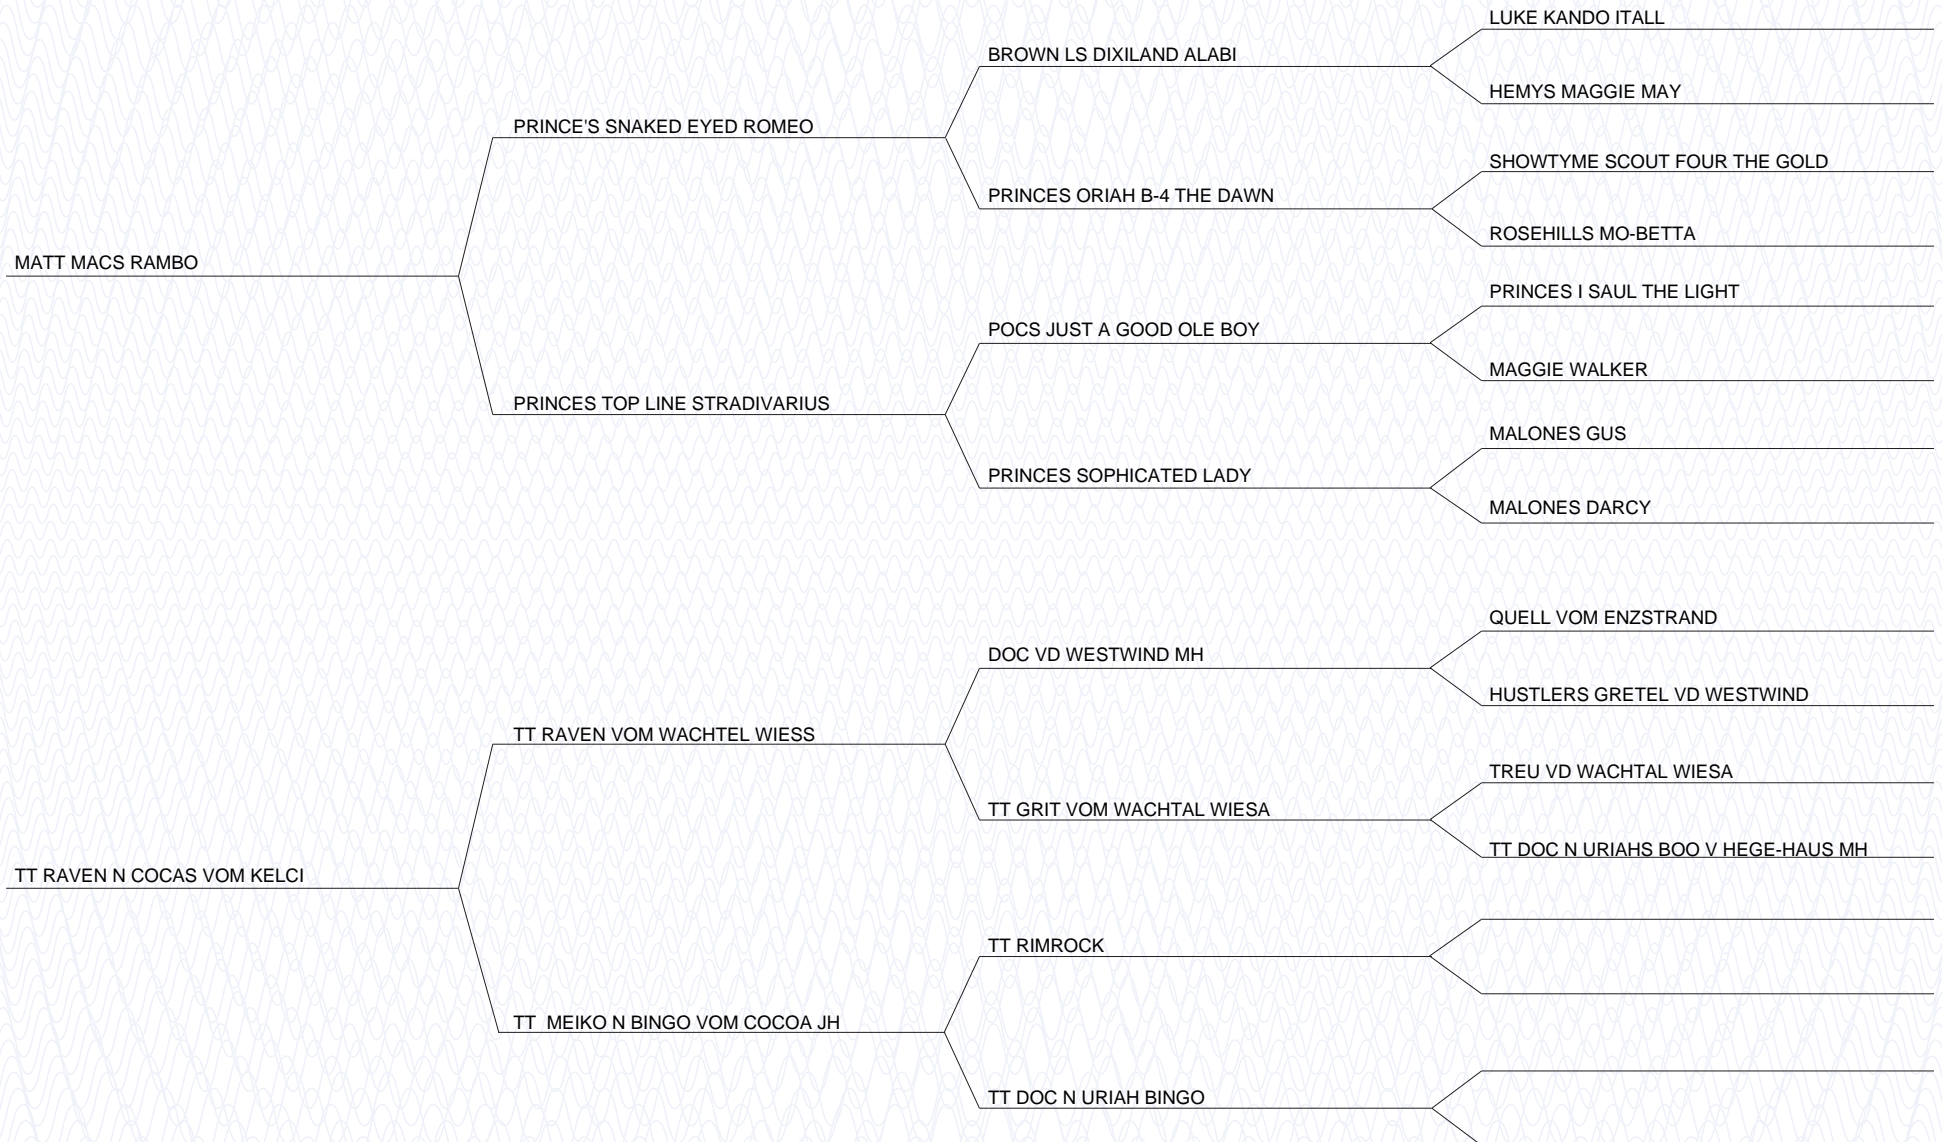 LUKE KANDO ITALL
BROWN LS DIXILAND ALABI
HEMYS MAGGIE MAY
PRINCE'S SNAKED EYED ROMEO
SHOWTYME SCOUT FOUR THE GOLD
PRINCES ORIAH B-4 THE DAWN
ROSEHILLS MO-BETTA
MATT MACS RAMBO
PRINCES I SAUL THE LIGHT
POCS JUST A GOOD OLE BOY
MAGGIE WALKER
PRINCES TOP LINE STRADIVARIUS
MALONES GUS
PRINCES SOPHICATED LADY
MALONES DARCY
QUELL VOM ENZSTRAND
DOC VD WESTWIND MH
HUSTLERS GRETEL VD WESTWIND
TT RAVEN VOM WACHTEL WIESS
TREU VD WACHTAL WIESA
TT GRIT VOM WACHTAL WIESA
TT DOC N URIAHS BOO V HEGE-HAUS MH
TT RAVEN N COCAS VOM KELCI
TT RIMROCK
TT  MEIKO N BINGO VOM COCOA JH
TT DOC N URIAH BINGO